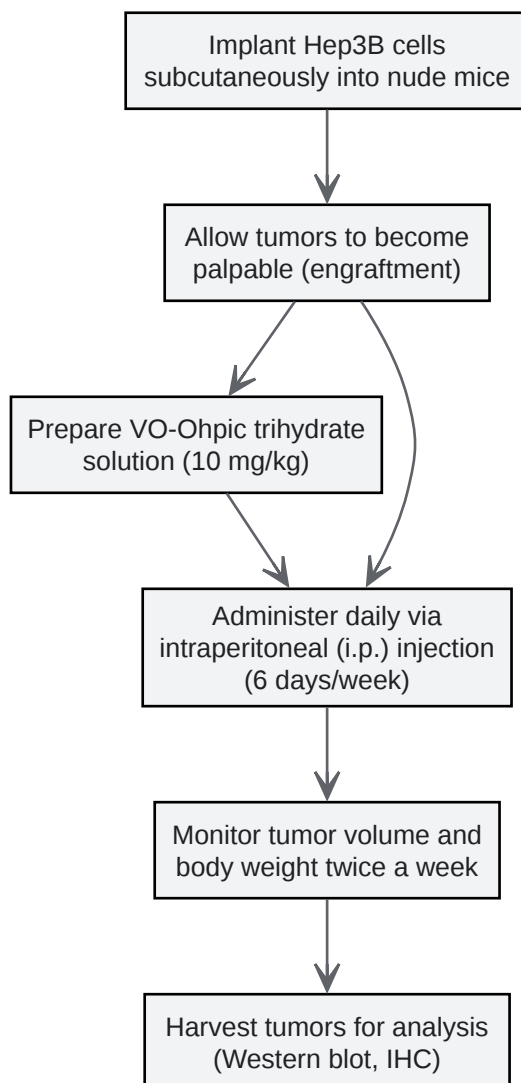 Implant Hep3B cells
subcutaneously into nude mice
Allow tumors to become
palpable (engraftment)
Prepare VO-Ohpic trihydrate
solution (10 mg/kg)
Administer daily via
intraperitoneal (i.p.) injection
(6 days/week)
Monitor tumor volume and
body weight twice a week
Harvest tumors for analysis
(Western blot, IHC)